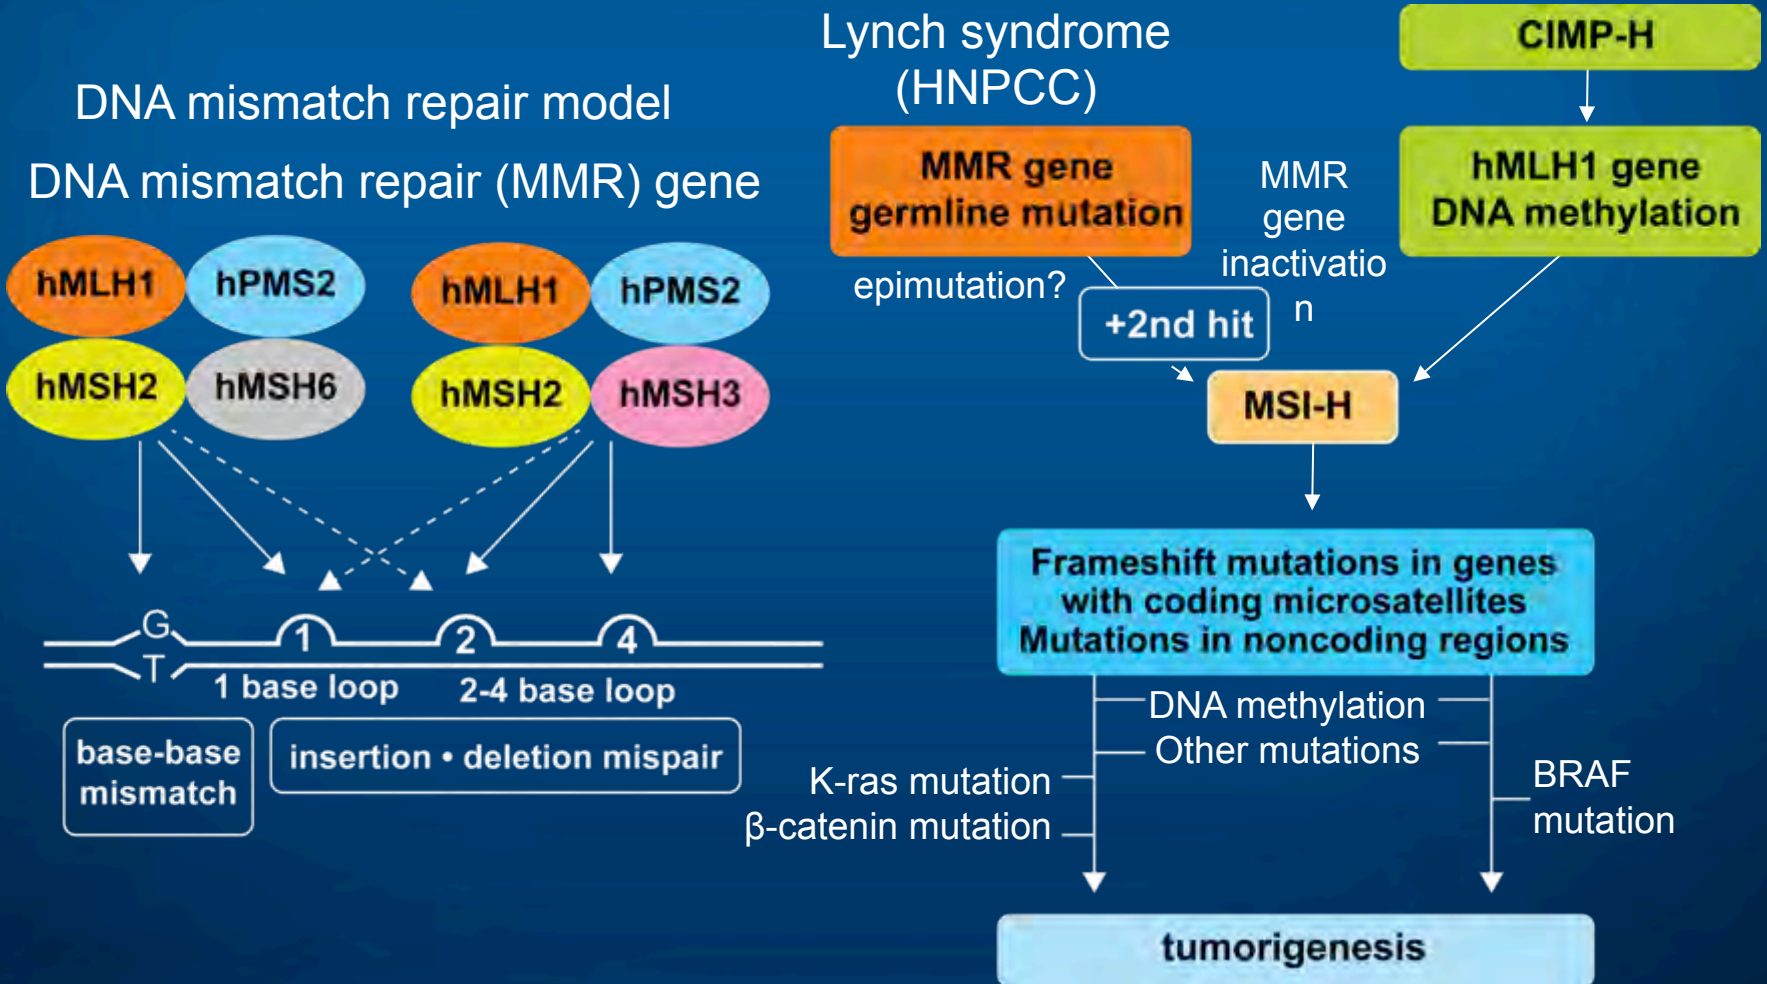 DNA mismatch repair model
DNA mismatch repair (MMR) gene
hMLH1
hPMS2
hMSH2
hMSH6
hMLH1
hPMS2
hMSH2
hMSH3
G
T
1
2
4
1 base loop
2-4 base loop
base-base
mismatch
insertion • deletion mispair
Lynch syndrome
(HNPCC)
MMR gene
germline mutation
epimutation?
+2nd hit
MMR
gene
inactivatio
n
CIMP-H
hMLH1 gene
DNA methylation
MSI-H
Frameshift mutations in genes
with coding microsatellites
Mutations in noncoding regions
DNA methylation
Other mutations
K-ras mutation
β-catenin mutation
BRAF
mutation
tumorigenesis